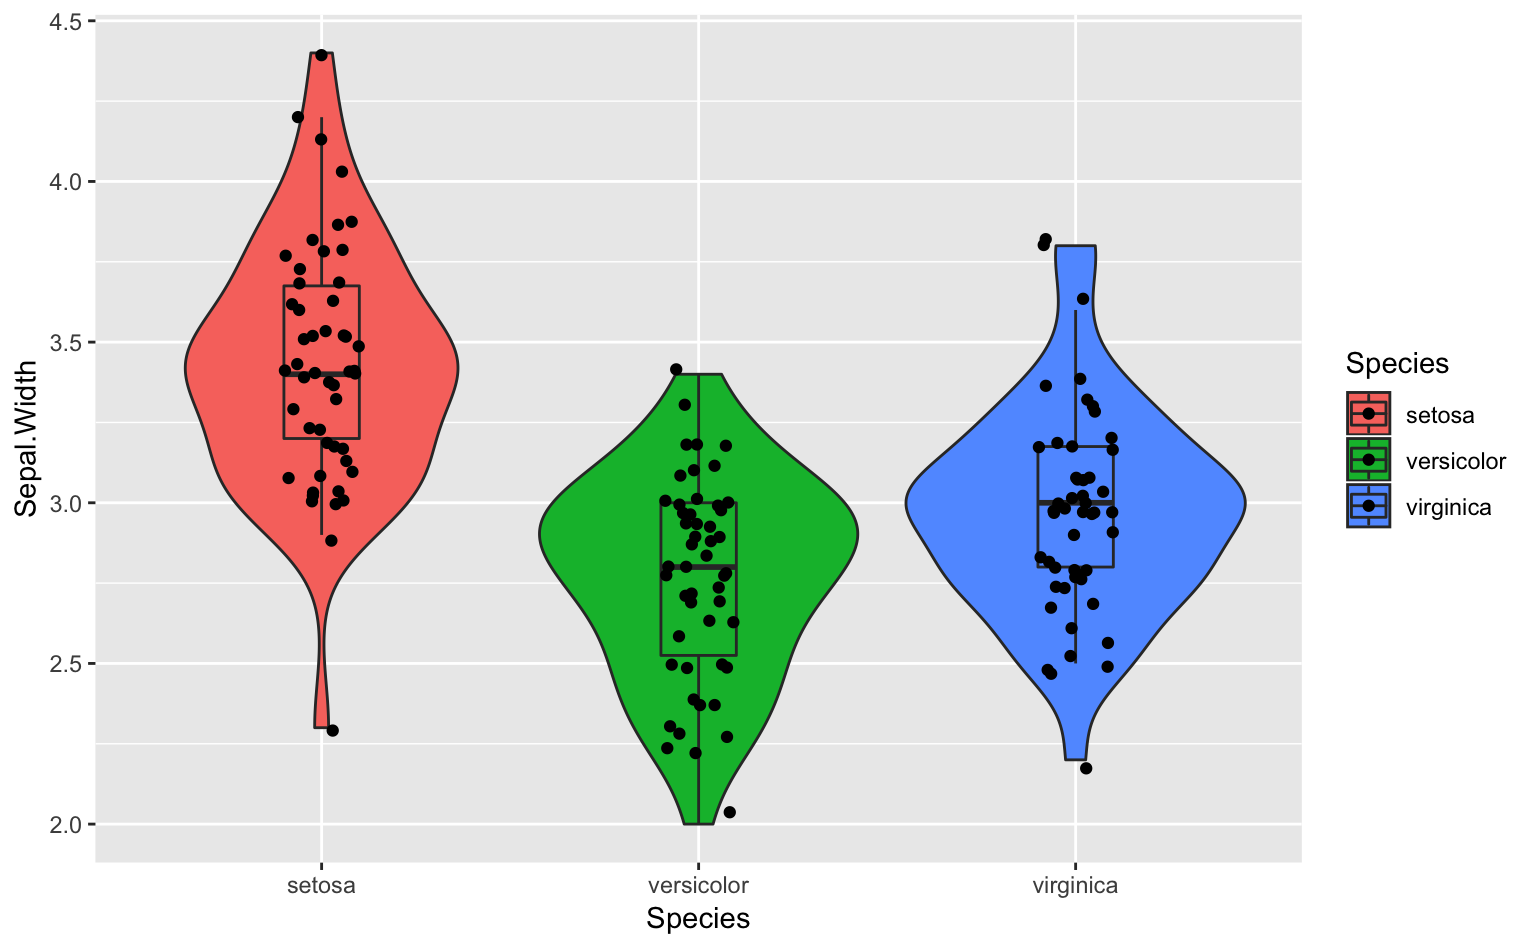 Sepal.Width
4.5
4.0
3.5
3.0
2.5
2.0
setosa
versicolor
virginica
Species
Species
setosa
versicolor
virginica